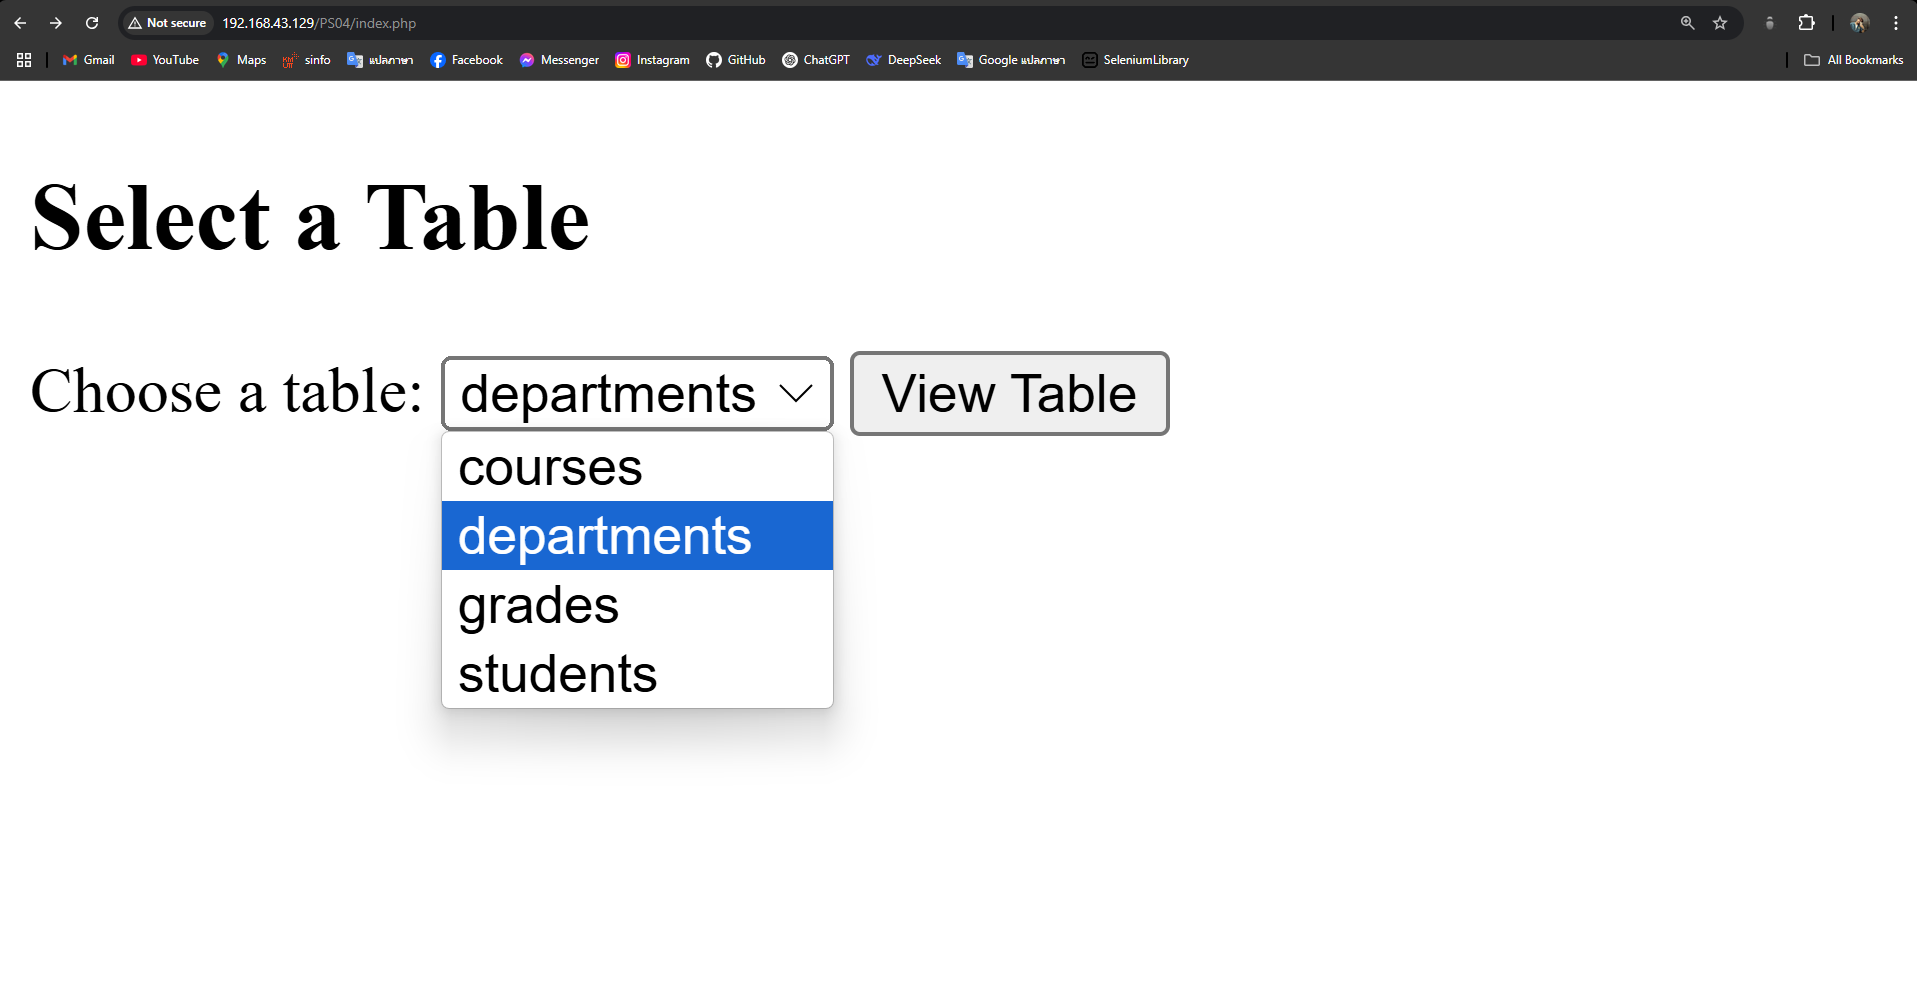 Not secure 192.168.43.129/PS04/index.php
Gmail YouTube Maps sinfo แปลภาษา Facebook Messenger Instagram GitHub ChatGPT DeepSeek Google แปลภาษา SeleniumLibrary All Bookmarks
Select a Table
Choose a table: departments View Table
courses
departments
grades
students